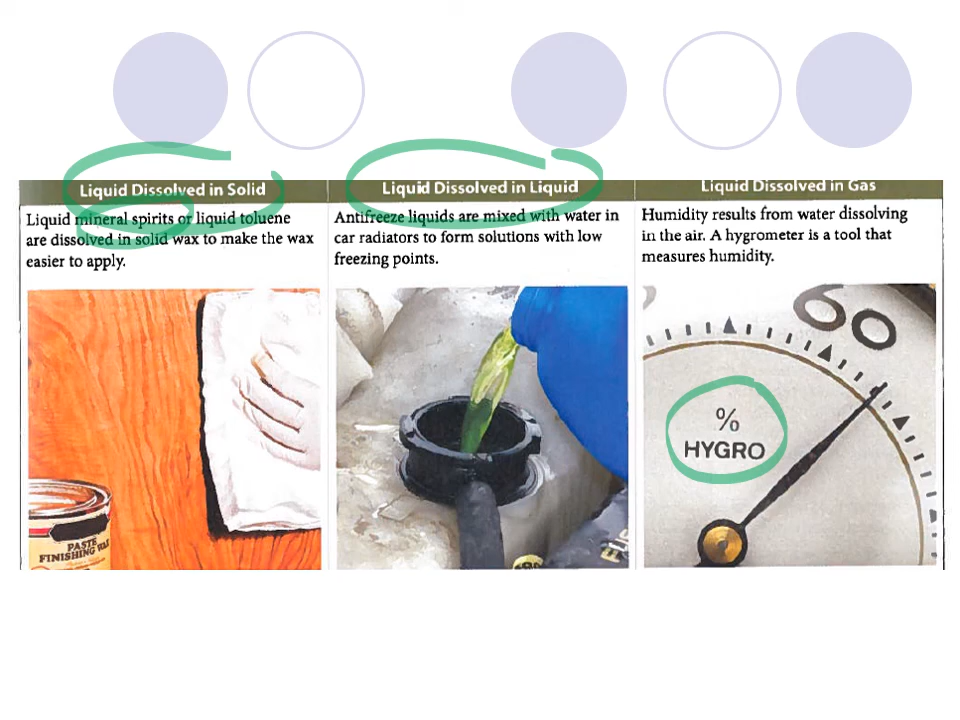 Liquid Dissolved in Solid
Liquid mineral spirits or liquid toluene
are dissolved in solid wax to make the wax
easier to apply.
Liquid Dissolved in Liquid
Antifreeze liquids are mixed with water in
car radiators to form solutions with low
freezing points.
Liquid Dissolved in Gas
Humidity results from water dissolving
in the air. A hygrometer is a tool that
measures humidity.
PASTE
FINISHING WAX
60
%
HYGRO